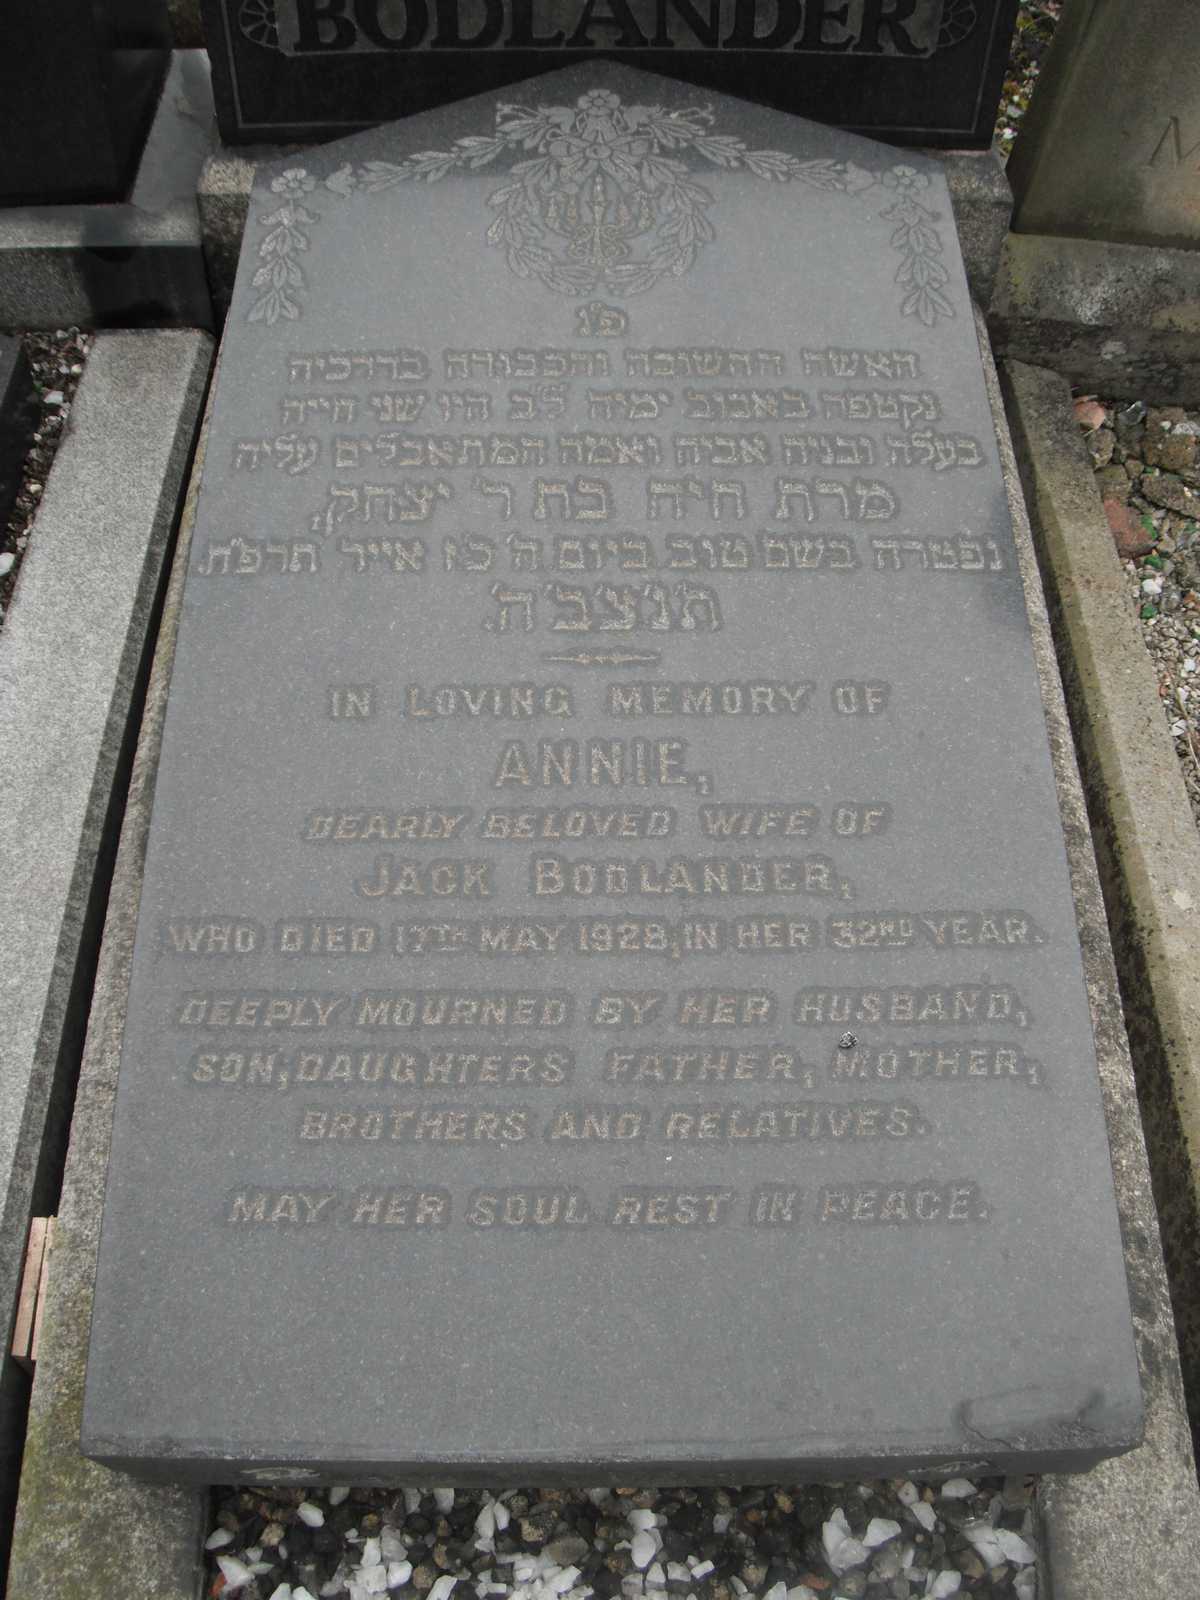 BODLANDER
פ״נ
האשה החשובה והכבודה בדרכיה
נקטפה באבוב ימיה ל״ב היו שני חייה
בעלה ובניה אביה ואמה המתאבלים עליה
מרת חיה בת ר׳ יצחק,
נפטרה בשם טוב ביום ה׳ כז אייר תרפ״ח.
ת׳נ׳צ׳ב׳ה׳.
IN LOVING MEMORY OF
ANNIE,
DEARLY BELOVED WIFE OF
JACK BODLANDER,
WHO DIED 17TH MAY 1928, IN HER 32ND YEAR.
DEEPLY MOURNED BY HER HUSBAND,
SON, DAUGHTERS FATHER, MOTHER,
BROTHERS AND RELATIVES.
MAY HER SOUL REST IN PEACE.